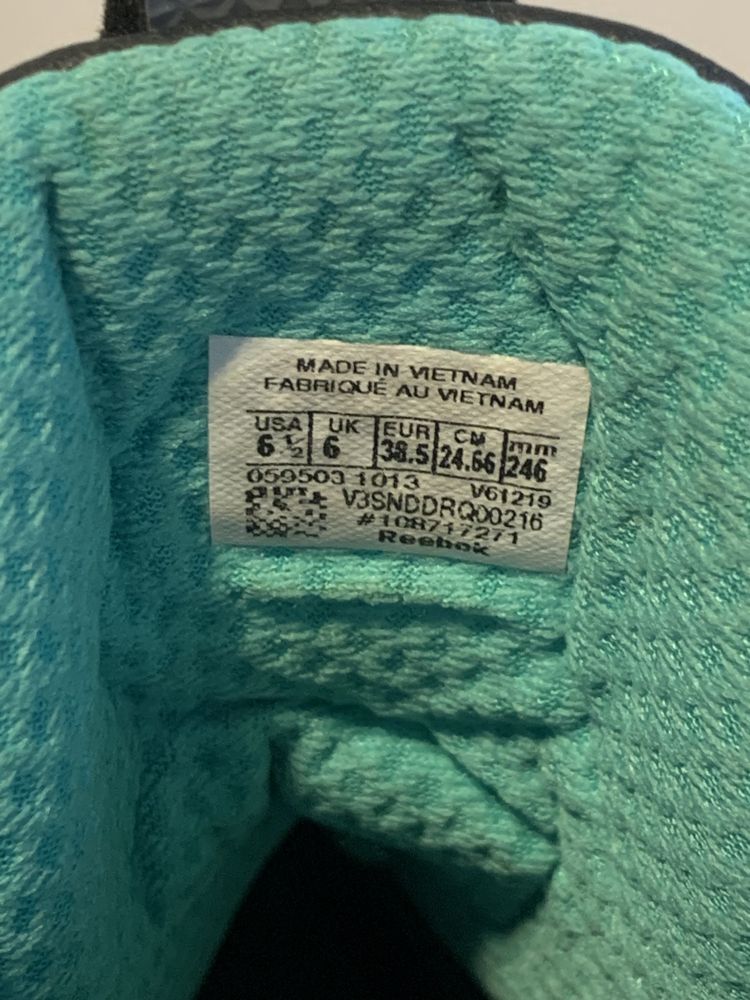 MADE IN VIETNAM
FABRIQUÉ AU VIETNAM
USA UK EUR CM mm
6 ½ 6 38.5 24.66 246
059503 1013 V61219
V3SNDDRQ00216
#108717271
Reebok